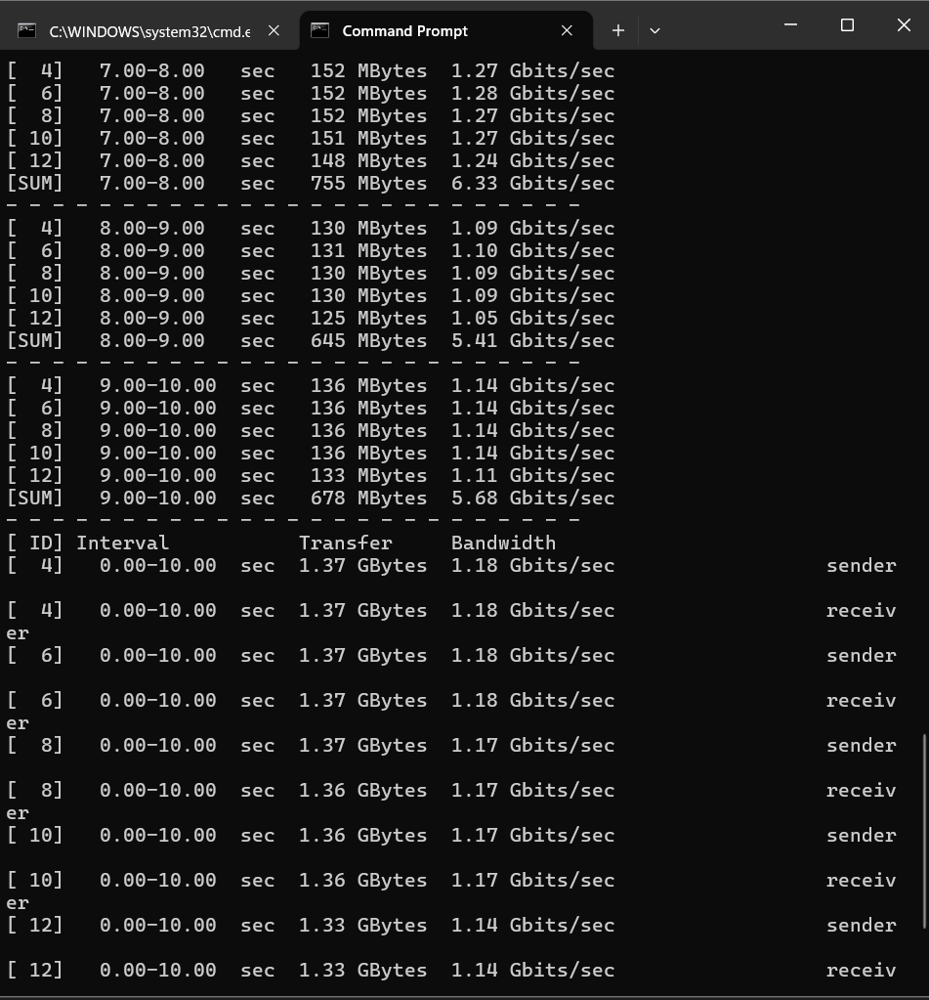 C:\WINDOWS\system32\cmd.e
Command Prompt
[  4]   7.00-8.00   sec   152 MBytes  1.27 Gbits/sec
[  6]   7.00-8.00   sec   152 MBytes  1.28 Gbits/sec
[  8]   7.00-8.00   sec   152 MBytes  1.27 Gbits/sec
[ 10]   7.00-8.00   sec   151 MBytes  1.27 Gbits/sec
[ 12]   7.00-8.00   sec   148 MBytes  1.24 Gbits/sec
[SUM]   7.00-8.00   sec   755 MBytes  6.33 Gbits/sec
- - - - - - - - - - - - - - - - - - - - - - - - -
[  4]   8.00-9.00   sec   130 MBytes  1.09 Gbits/sec
[  6]   8.00-9.00   sec   131 MBytes  1.10 Gbits/sec
[  8]   8.00-9.00   sec   130 MBytes  1.09 Gbits/sec
[ 10]   8.00-9.00   sec   130 MBytes  1.09 Gbits/sec
[ 12]   8.00-9.00   sec   125 MBytes  1.05 Gbits/sec
[SUM]   8.00-9.00   sec   645 MBytes  5.41 Gbits/sec
- - - - - - - - - - - - - - - - - - - - - - - - -
[  4]   9.00-10.00  sec   136 MBytes  1.14 Gbits/sec
[  6]   9.00-10.00  sec   136 MBytes  1.14 Gbits/sec
[  8]   9.00-10.00  sec   136 MBytes  1.14 Gbits/sec
[ 10]   9.00-10.00  sec   136 MBytes  1.14 Gbits/sec
[ 12]   9.00-10.00  sec   133 MBytes  1.11 Gbits/sec
[SUM]   9.00-10.00  sec   678 MBytes  5.68 Gbits/sec
- - - - - - - - - - - - - - - - - - - - - - - - -
[ ID] Interval           Transfer     Bandwidth
[  4]   0.00-10.00  sec  1.37 GBytes  1.18 Gbits/sec                  sender
[  4]   0.00-10.00  sec  1.37 GBytes  1.18 Gbits/sec                  receiv
er
[  6]   0.00-10.00  sec  1.37 GBytes  1.18 Gbits/sec                  sender
[  6]   0.00-10.00  sec  1.37 GBytes  1.18 Gbits/sec                  receiv
er
[  8]   0.00-10.00  sec  1.37 GBytes  1.17 Gbits/sec                  sender
[  8]   0.00-10.00  sec  1.36 GBytes  1.17 Gbits/sec                  receiv
er
[ 10]   0.00-10.00  sec  1.36 GBytes  1.17 Gbits/sec                  sender
[ 10]   0.00-10.00  sec  1.36 GBytes  1.17 Gbits/sec                  receiv
er
[ 12]   0.00-10.00  sec  1.33 GBytes  1.14 Gbits/sec                  sender
[ 12]   0.00-10.00  sec  1.33 GBytes  1.14 Gbits/sec                  receiv